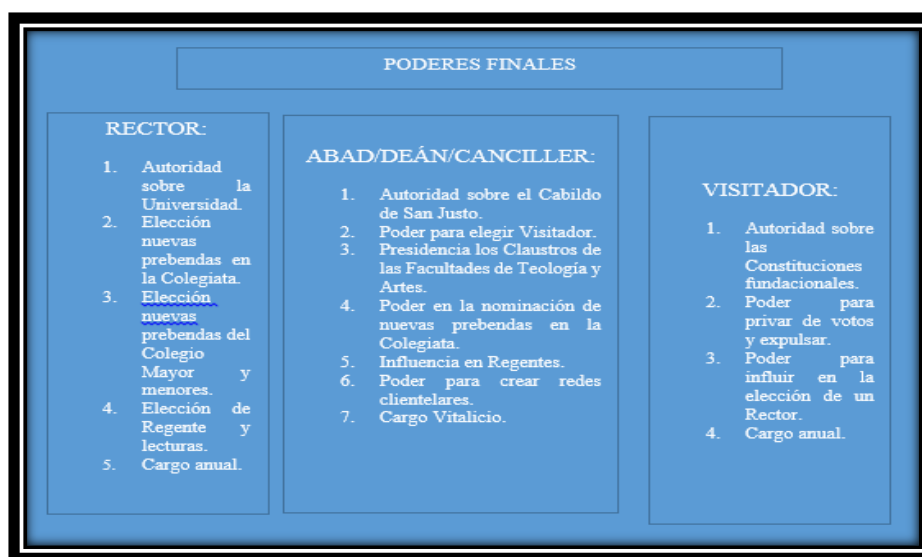 PODERES FINALES
RECTOR:
1. Autoridad
sobre la
Universidad.
2. Elección
nuevas
prebendas en
la Colegiata.
3. Elección
nuevas
prebendas del
Colegio
Mayor y
menores.
4. Elección de
Regente y
lecturas.
5. Cargo anual.
ABAD/DEÁN/CANCILLER:
1. Autoridad sobre el Cabildo
de San Justo.
2. Poder para elegir Visitador.
3. Presidencia los Claustros de
las Facultades de Teología y
Artes.
4. Poder en la nominación de
nuevas prebendas en la
Colegiata.
5. Influencia en Regentes.
6. Poder para crear redes
clientelares.
7. Cargo Vitalicio.
VISITADOR:
1. Autoridad sobre
las
Constituciones
fundacionales.
2. Poder para
privar de votos
y expulsar.
3. Poder para
influir en la
elección de un
Rector.
4. Cargo anual.